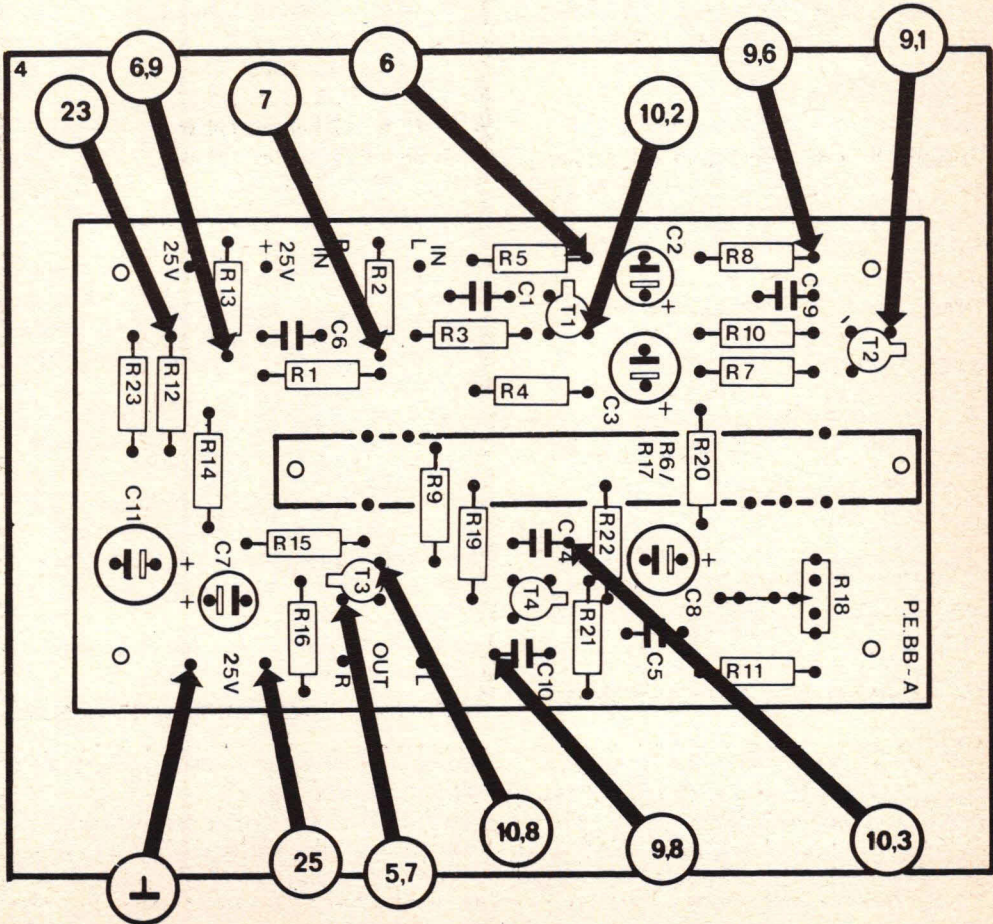 4
6,9
6
9,6
9,1
23
7
10,2
25V
+
25V
R IN
L IN
R13
R2
R5
C1
C2
+
R8
C9
C6
T1
R3
R10
T2
R1
R7
R23
R12
R4
C3
+
R14
R9
R6/
R17
R20
C11
+
R19
R22
C4
R15
C7
+
T3
C8
R18
T4
R16
R21
C5
P.E.BB-A
25V
OUT
R
L
C10
R11
25
5,7
10,8
9,8
10,3